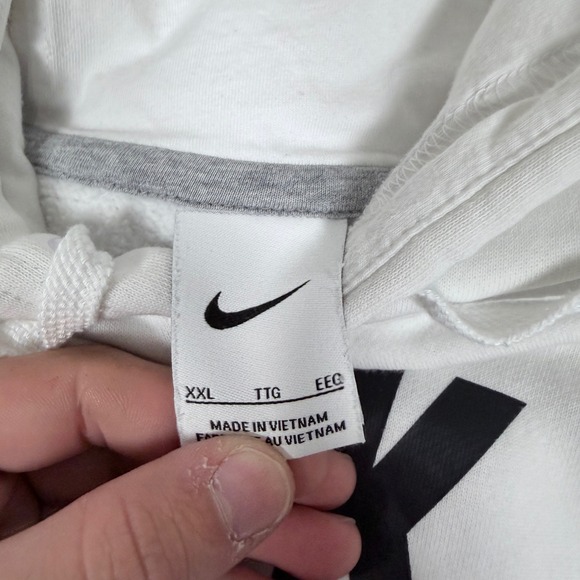 XXL TTG EEG
MADE IN VIETNAM
AU VIETNAM
K